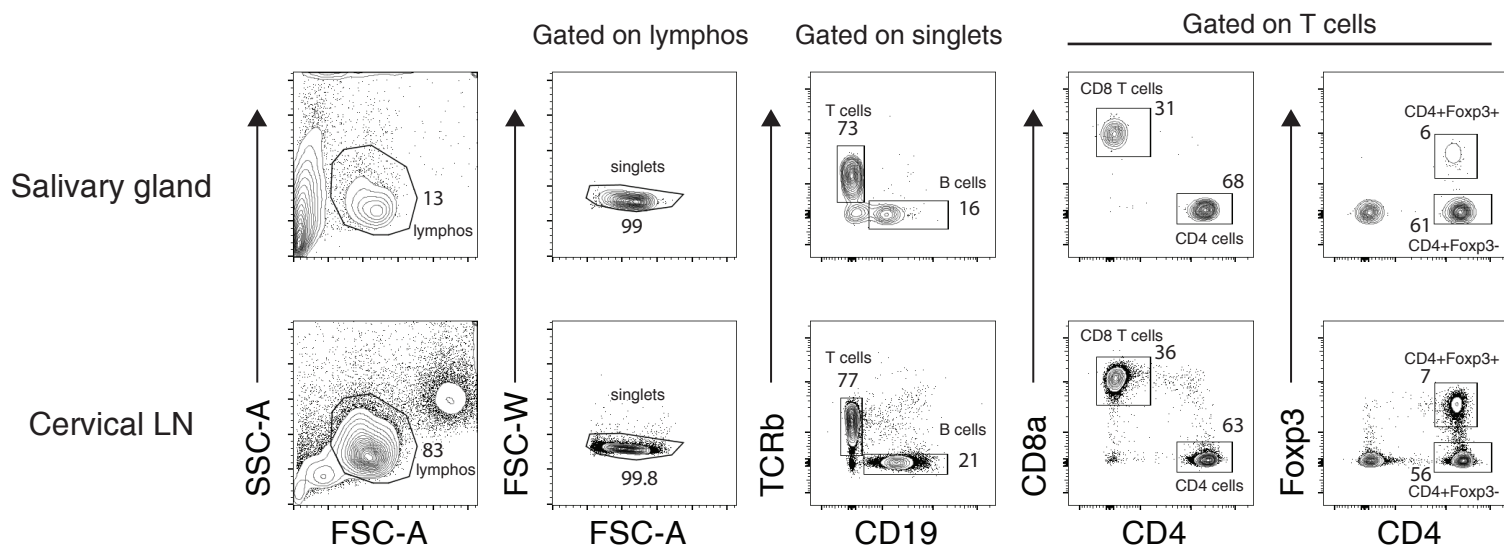 Gated on lymphos
Gated on singlets
Gated on T cells
Salivary gland
13
lymphos
singlets
99
T cells
73
B cells
16
CD8 T cells
31
68
CD4 cells
CD4+Foxp3+
6
61
CD4+Foxp3-
Cervical LN
SSC-A
83
lymphos
FSC-A
FSC-W
singlets
99.8
FSC-A
TCRb
T cells
77
B cells
21
CD19
CD8a
CD8 T cells
36
63
CD4 cells
CD4
Foxp3
CD4+Foxp3+
7
56
CD4+Foxp3-
CD4